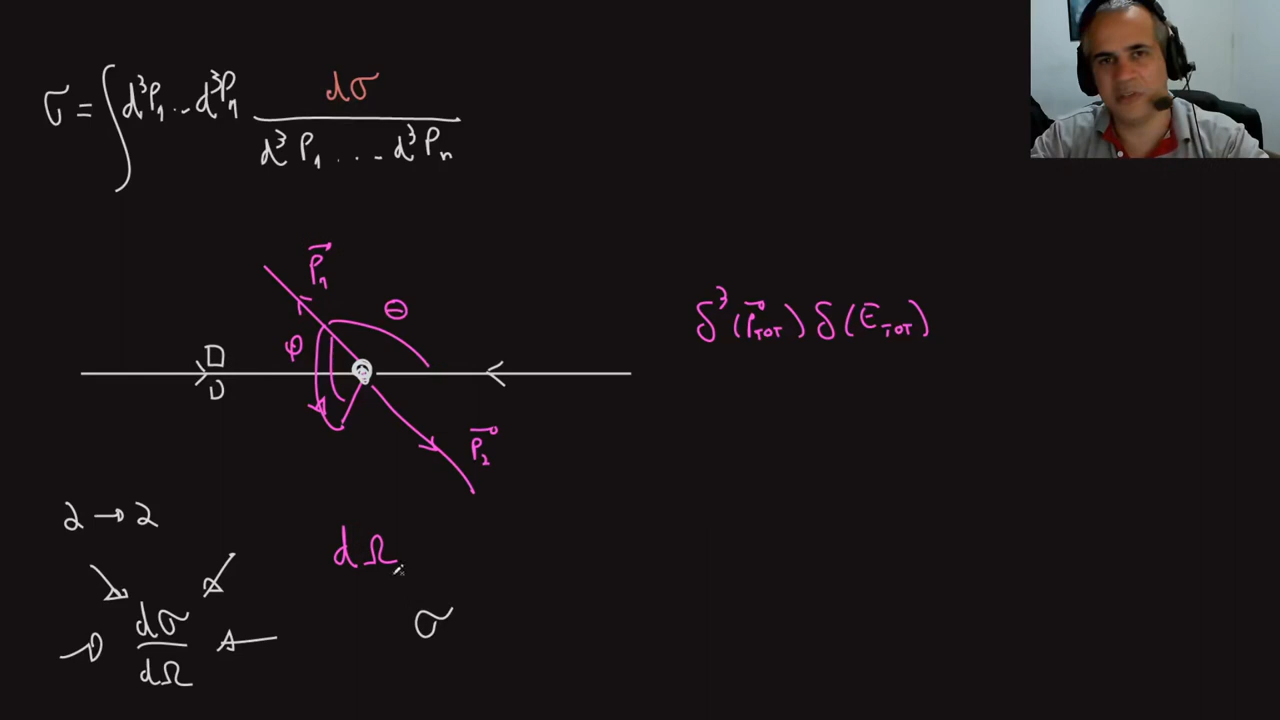 σ = ∫ d³P₁ ... d³Pₙ dσ / d³P₁ .... d³Pₙ
P⃗₁
Θ
φ
δ³(P⃗_TOT) δ(E_TOT)
P⃗₂
2 → 2
dΩ
dσ/dΩ
σ